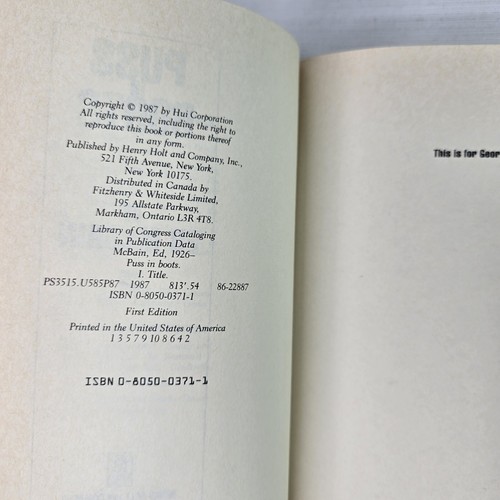 Copyright © 1987 by Hui Corporation
All rights reserved, including the right to
reproduce this book or portions thereof
in any form.
Published by Henry Holt and Company, Inc.,
521 Fifth Avenue, New York,
New York 10175.
Distributed in Canada by
Fitzhenry & Whiteside Limited,
195 Allstate Parkway,
Markham, Ontario L3R 4T8.
Library of Congress Cataloging
in Publication Data
McBain, Ed, 1926–
Puss in boots.
I. Title.
PS3515.U585P87 1987 813'.54 86-22887
ISBN 0-8050-0371-1
First Edition
Printed in the United States of America
1 3 5 7 9 10 8 6 4 2
ISBN 0-8050-0371-1
This is for Geor